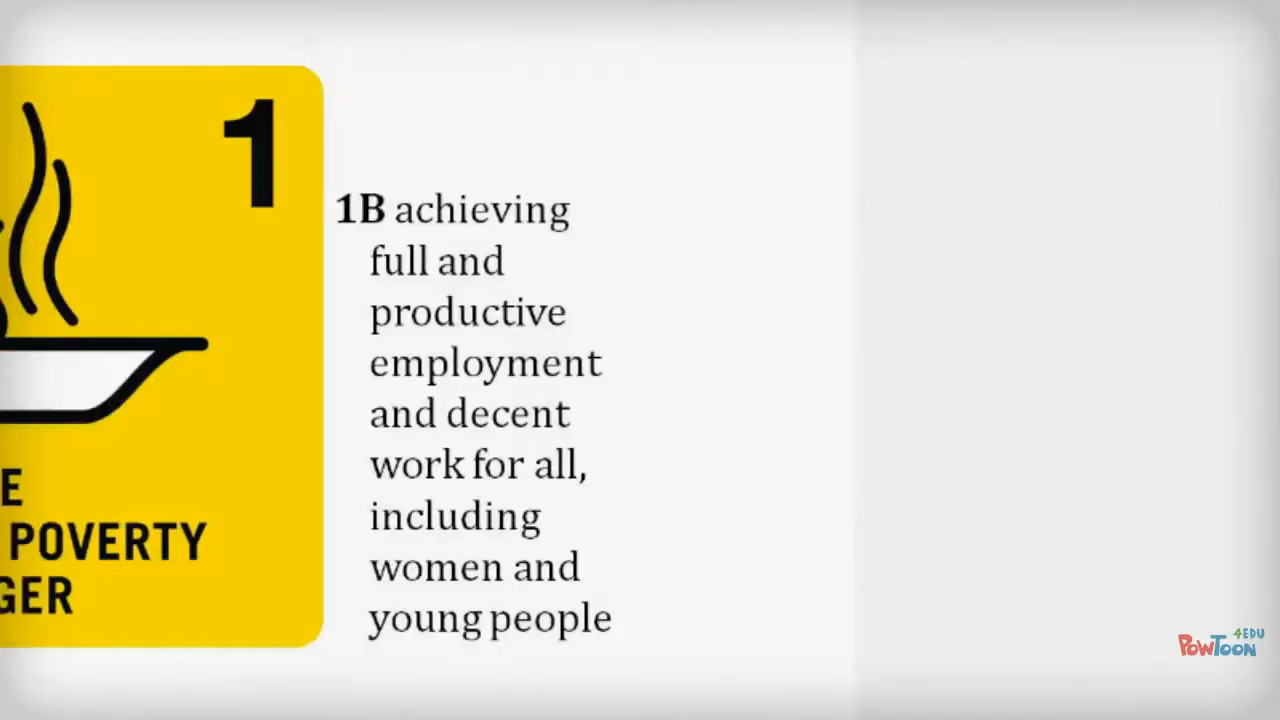 1
E
POVERTY
GER
1B achieving
full and
productive
employment
and decent
work for all,
including
women and
young people
4EDU
POWTOON